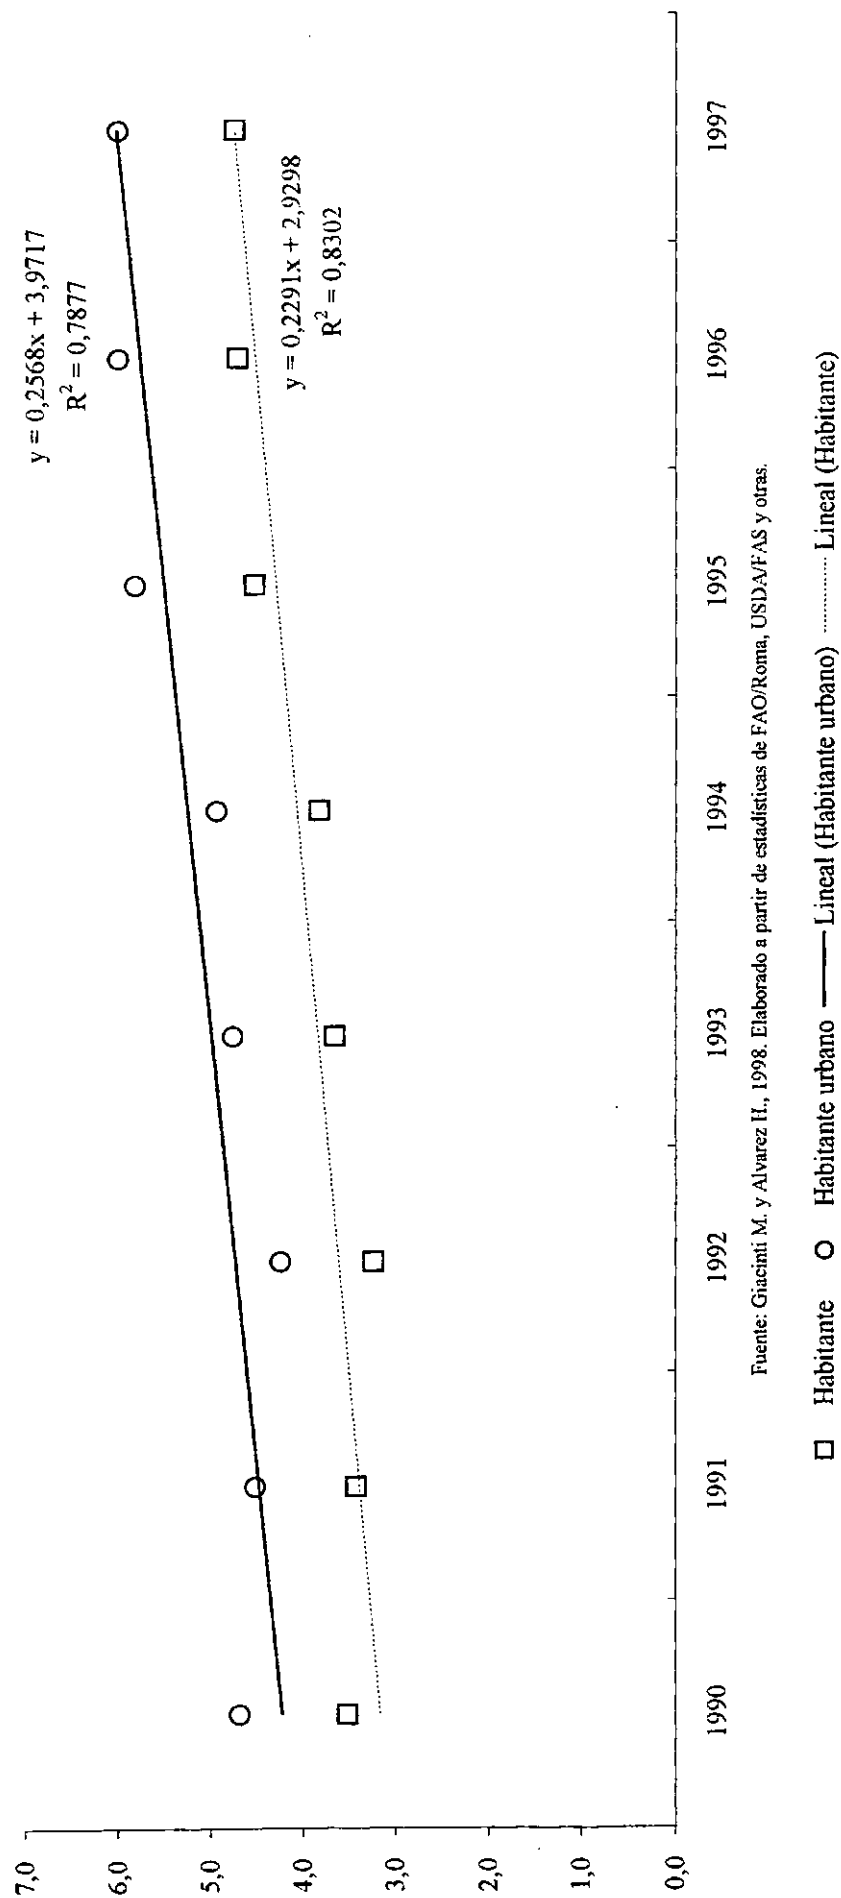 7,0
6,0
5,0
4,0
3,0
2,0
1,0
0,0
y = 0,2568x + 3,9717
R² = 0,7877
y = 0,2291x + 2,9298
R² = 0,8302
1990 1991 1992 1993 1994 1995 1996 1997
Fuente: Giacinti M. y Alvarez H., 1998. Elaborado a partir de estadísticas de FAO/Roma, USDA/FAS y otras.
Habitante Habitante urbano Lineal (Habitante urbano) Lineal (Habitante)